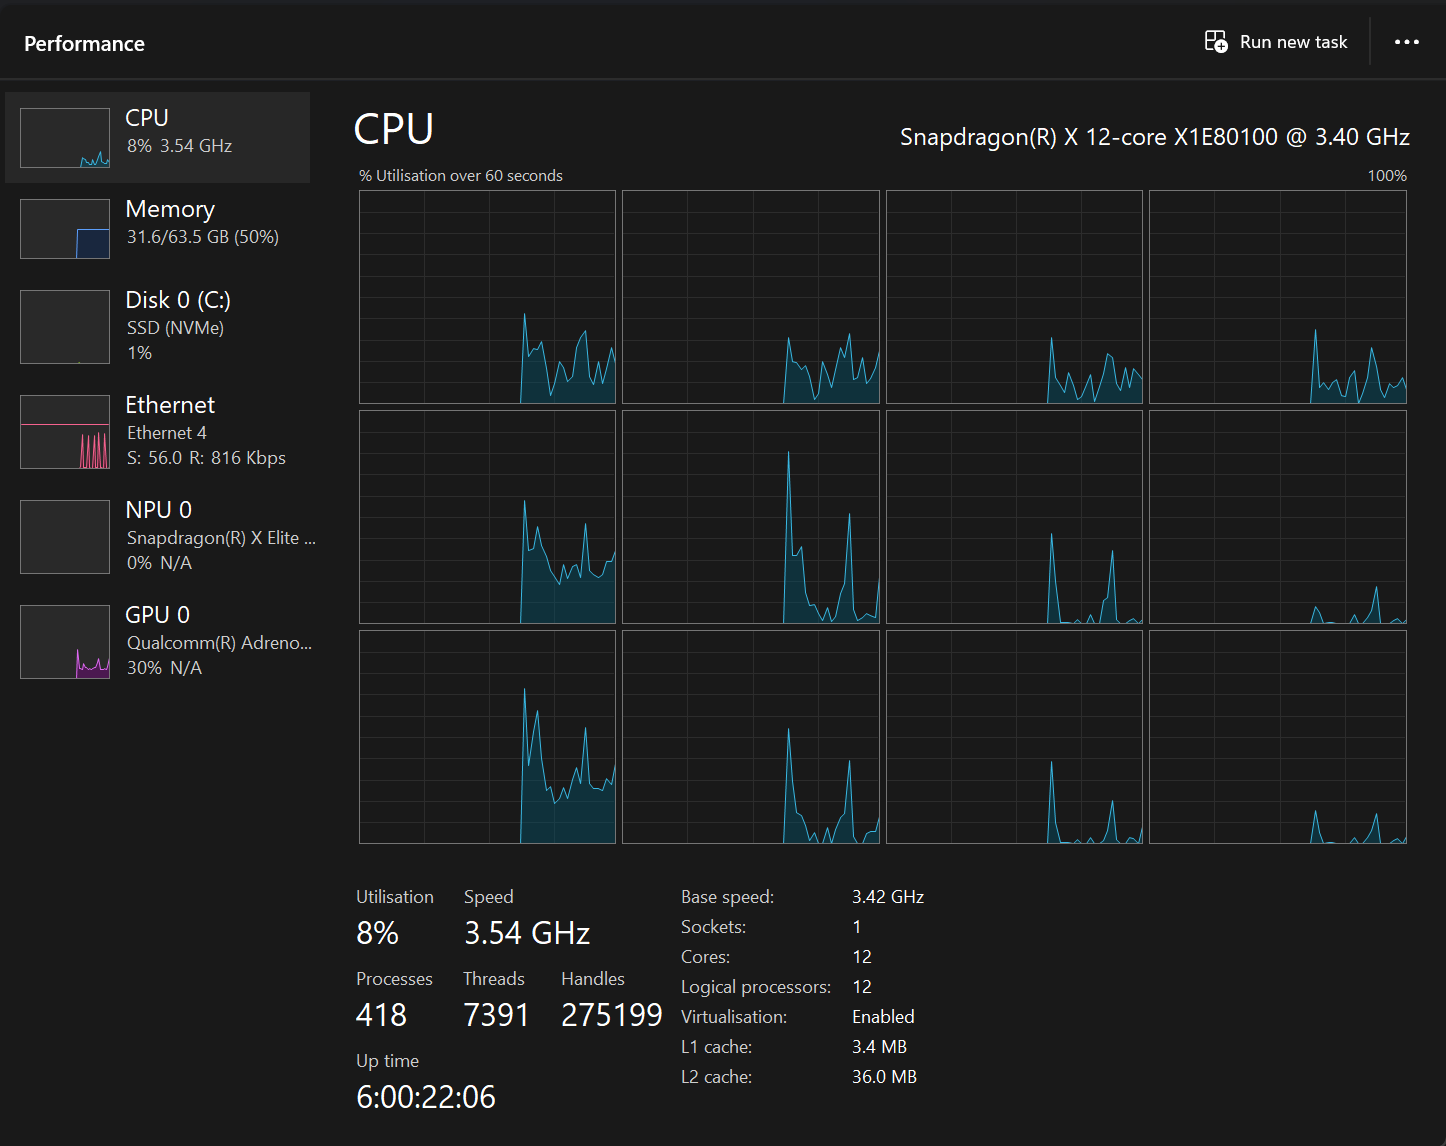 Performance
Run new task
CPU
8% 3.54 GHz
Memory
31.6/63.5 GB (50%)
Disk 0 (C:)
SSD (NVMe)
1%
Ethernet
Ethernet 4
S: 56.0 R: 816 Kbps
NPU 0
Snapdragon(R) X Elite ...
0% N/A
GPU 0
Qualcomm(R) Adreno...
30% N/A
CPU
Snapdragon(R) X 12-core X1E80100 @ 3.40 GHz
% Utilisation over 60 seconds
100%
Utilisation Speed
8% 3.54 GHz
Processes Threads Handles
418 7391 275199
Up time
6:00:22:06
Base speed: 3.42 GHz
Sockets: 1
Cores: 12
Logical processors: 12
Virtualisation: Enabled
L1 cache: 3.4 MB
L2 cache: 36.0 MB